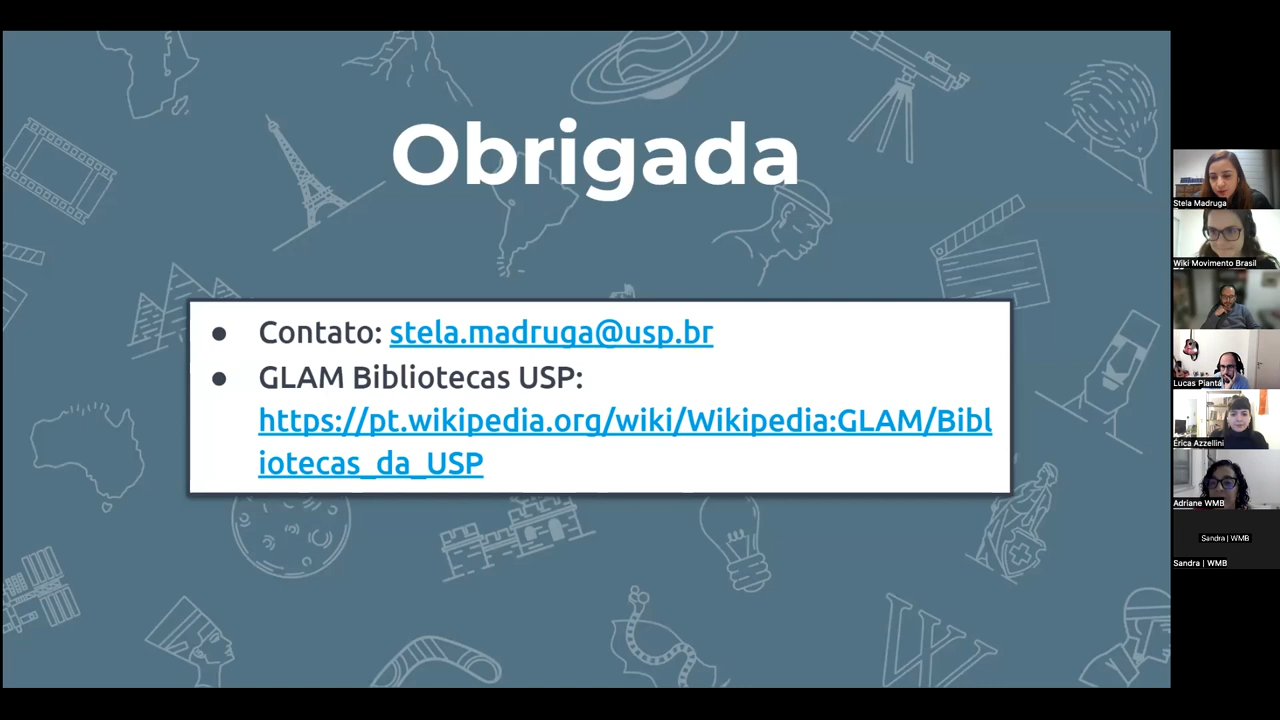 Obrigada
● Contato: stela.madruga@usp.br
● GLAM Bibliotecas USP:
https://pt.wikipedia.org/wiki/Wikipedia:GLAM/Bibl
iotecas_da_USP
Stela Madruga
Wiki Movimento Brasil
Lucas Piantá
Érica Azzellini
Adriane WMB
Sandra | WMB
Sandra | WMB